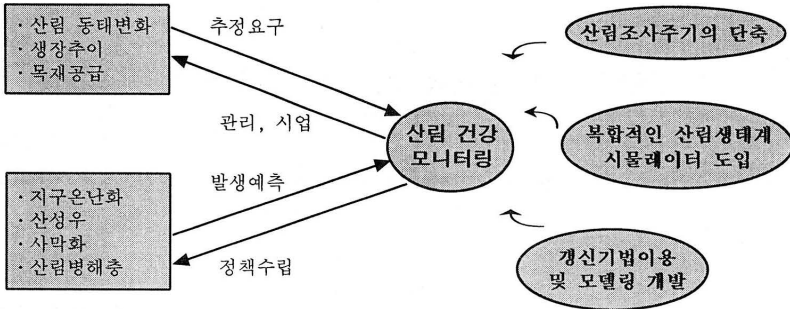 · 산림 동태변화
· 생장추이
· 목재공급
추정요구
관리, 시업
산림 건강
모니터링
발생예측
정책수립
· 지구온난화
· 산성우
· 사막화
· 산림병해충
산림조사주기의 단축
복합적인 산림생태계
시물레이터 도입
갱신기법이용
및 모델링 개발